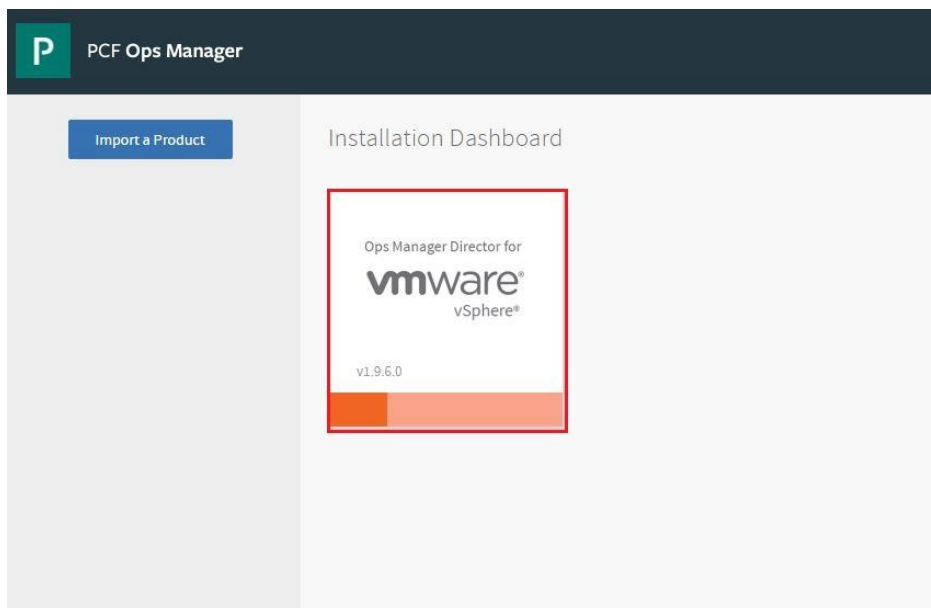 P PCF Ops Manager
Import a Product
Installation Dashboard
Ops Manager Director for
vmware®
vSphere®
v1.9.6.0